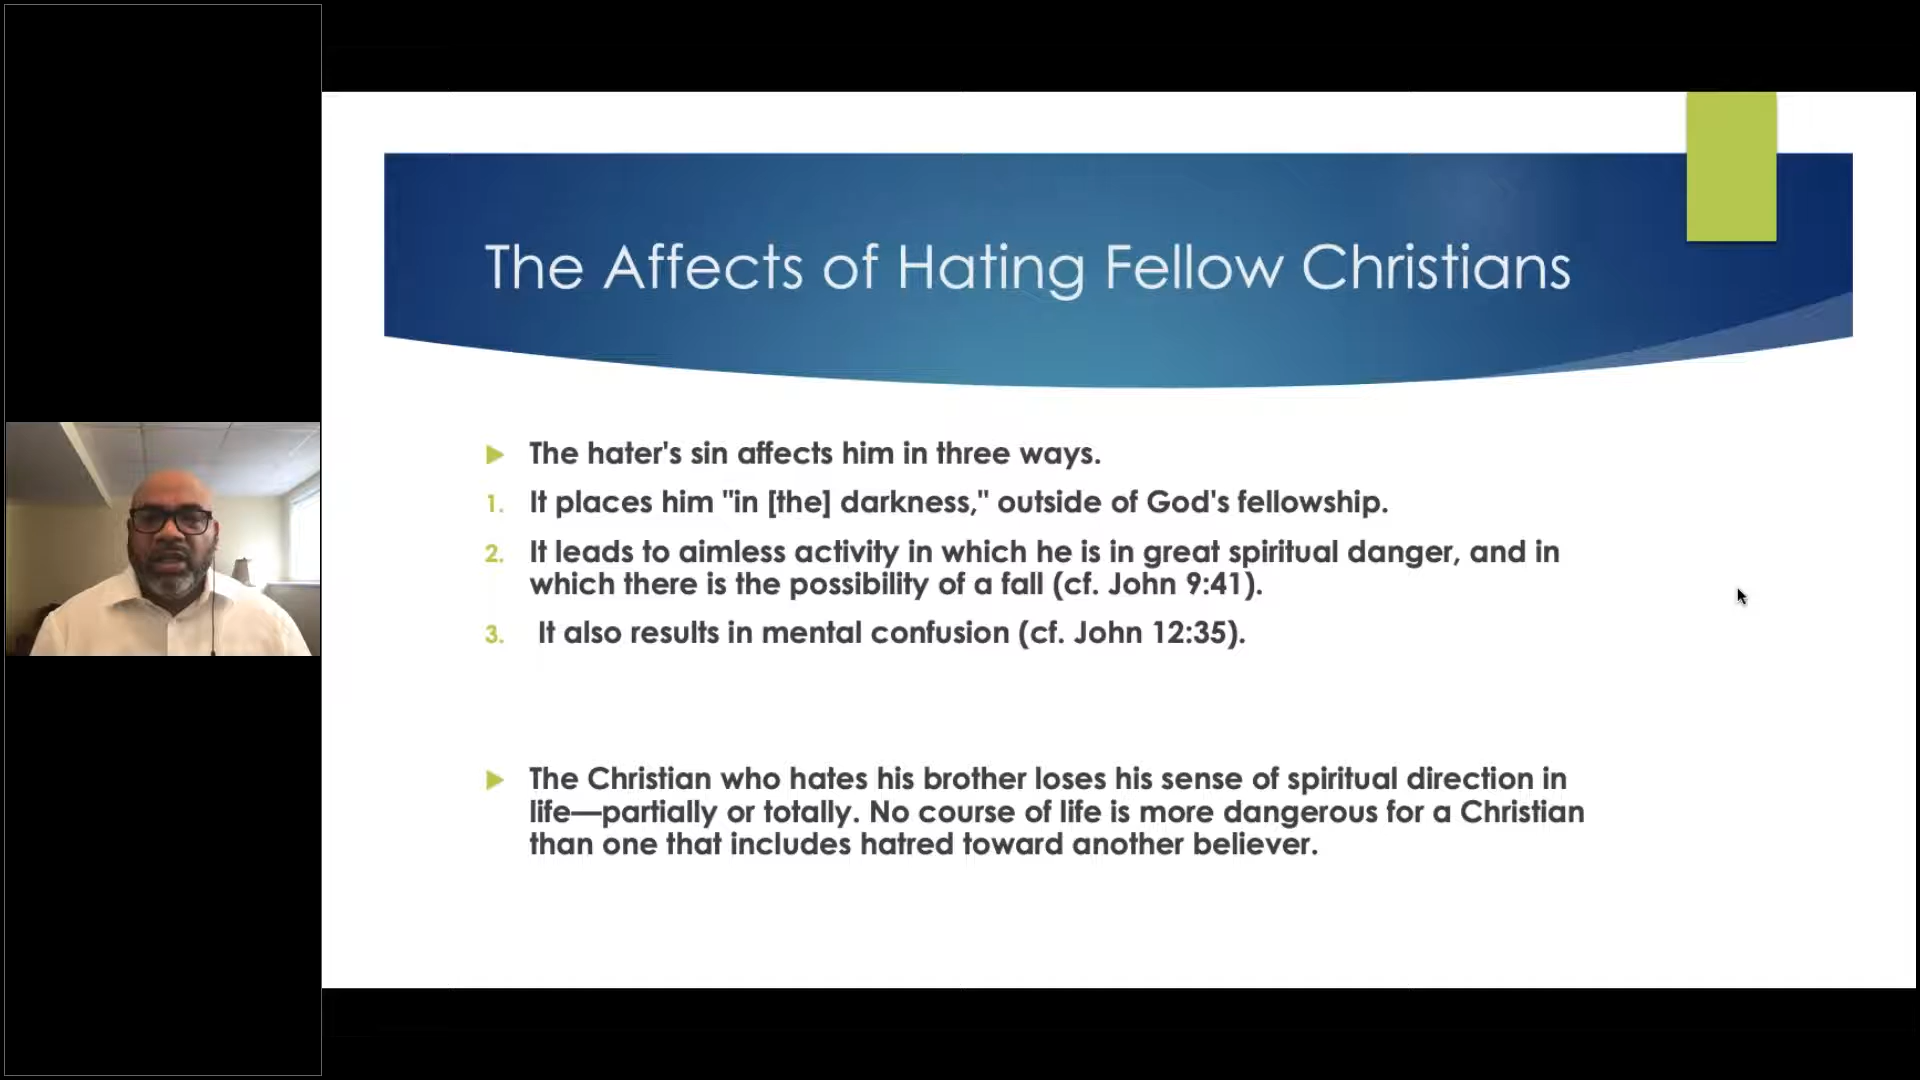 The Affects of Hating Fellow Christians
The hater's sin affects him in three ways.
1. It places him "in [the] darkness," outside of God's fellowship.
2. It leads to aimless activity in which he is in great spiritual danger, and in
which there is the possibility of a fall (cf. John 9:41).
3. It also results in mental confusion (cf. John 12:35).
The Christian who hates his brother loses his sense of spiritual direction in
life—partially or totally. No course of life is more dangerous for a Christian
than one that includes hatred toward another believer.